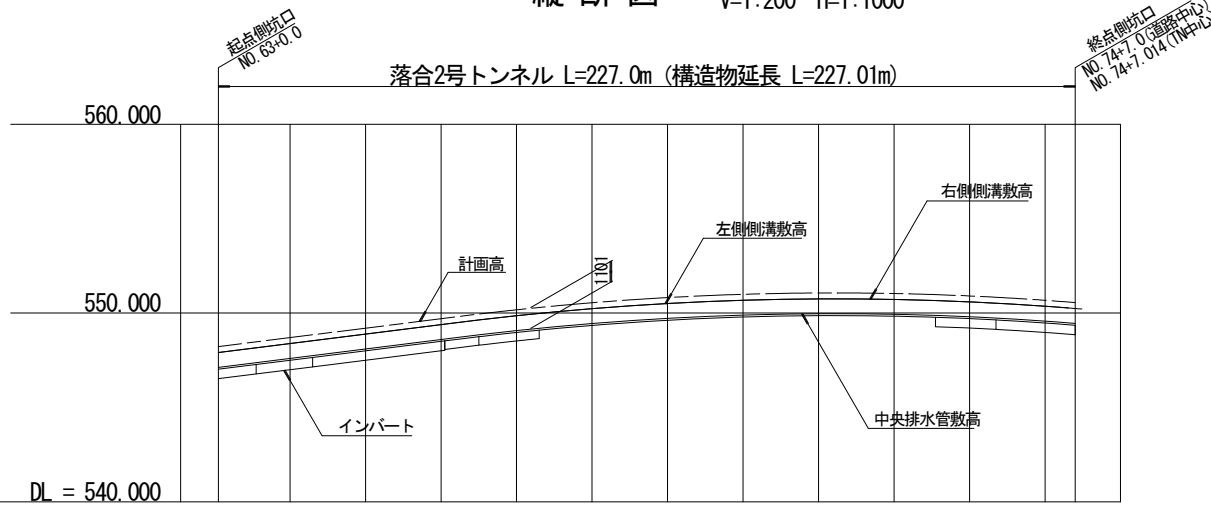 縦断図 V=1:200 H=1:1000
起点側坑口
NO.63+0.0
終点側坑口
NO.74+7.0(道路中心)
NO.74+7.014(TN中心)
落合2号トンネル L=227.0m (構造物延長 L=227.01m)
560.000
右側側溝敷高
左側側溝敷高
計画高
1101
550.000
インバート
中央排水管敷高
DL = 540.000